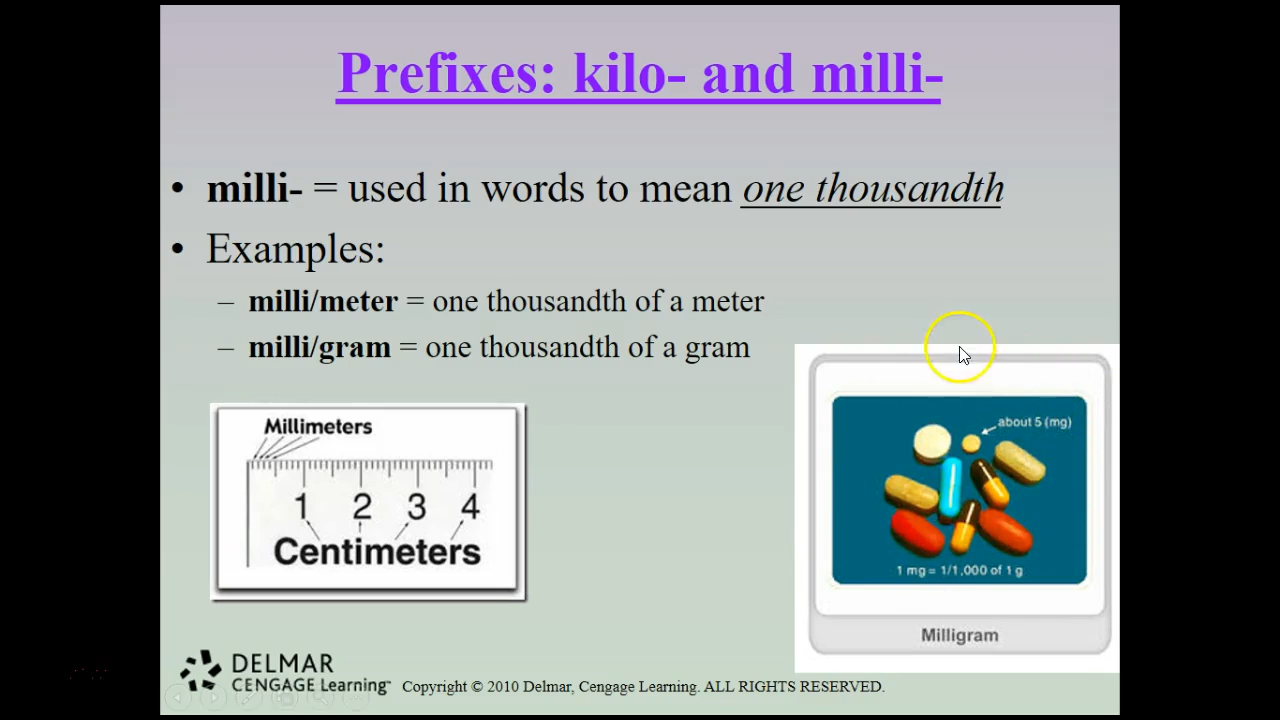 Prefixes: kilo- and milli-
• milli- = used in words to mean one thousandth
• Examples:
– milli/meter = one thousandth of a meter
– milli/gram = one thousandth of a gram
Millimeters
1 2 3 4
Centimeters
about 5 (mg)
1 mg = 1/1,000 of 1 g
Milligram
DELMAR
CENGAGE Learning™
Copyright © 2010 Delmar, Cengage Learning. ALL RIGHTS RESERVED.